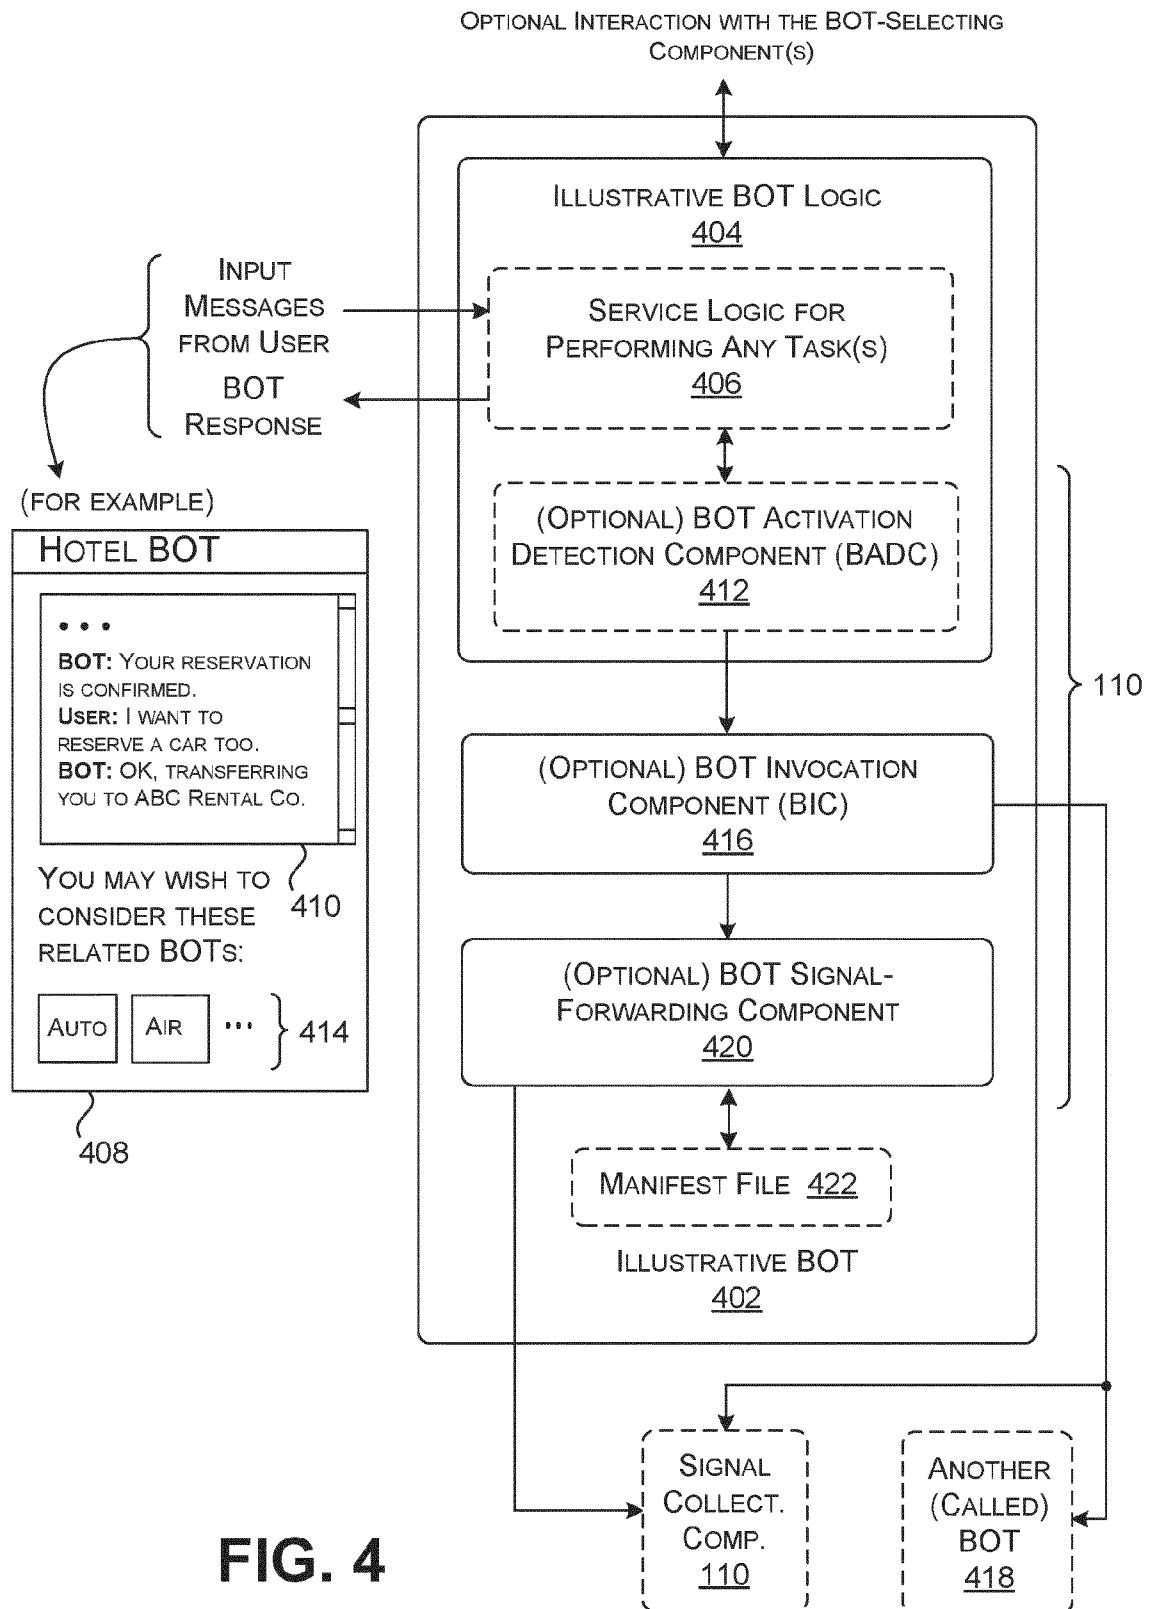 OPTIONAL INTERACTION WITH THE BOT-SELECTING
COMPONENT(S)
ILLUSTRATIVE BOT LOGIC
404
INPUT
MESSAGES
FROM USER
BOT
RESPONSE
SERVICE LOGIC FOR
PERFORMING ANY TASK(S)
406
(FOR EXAMPLE)
HOTEL BOT
• • •
BOT: YOUR RESERVATION
IS CONFIRMED.
USER: I WANT TO
RESERVE A CAR TOO.
BOT: OK, TRANSFERRING
YOU TO ABC RENTAL CO.
410
YOU MAY WISH TO
CONSIDER THESE
RELATED BOTS:
AUTO
AIR
...
414
408
(OPTIONAL) BOT ACTIVATION
DETECTION COMPONENT (BADC)
412
110
(OPTIONAL) BOT INVOCATION
COMPONENT (BIC)
416
(OPTIONAL) BOT SIGNAL-
FORWARDING COMPONENT
420
MANIFEST FILE 422
ILLUSTRATIVE BOT
402
SIGNAL
COLLECT.
COMP.
110
ANOTHER
(CALLED)
BOT
418
FIG. 4